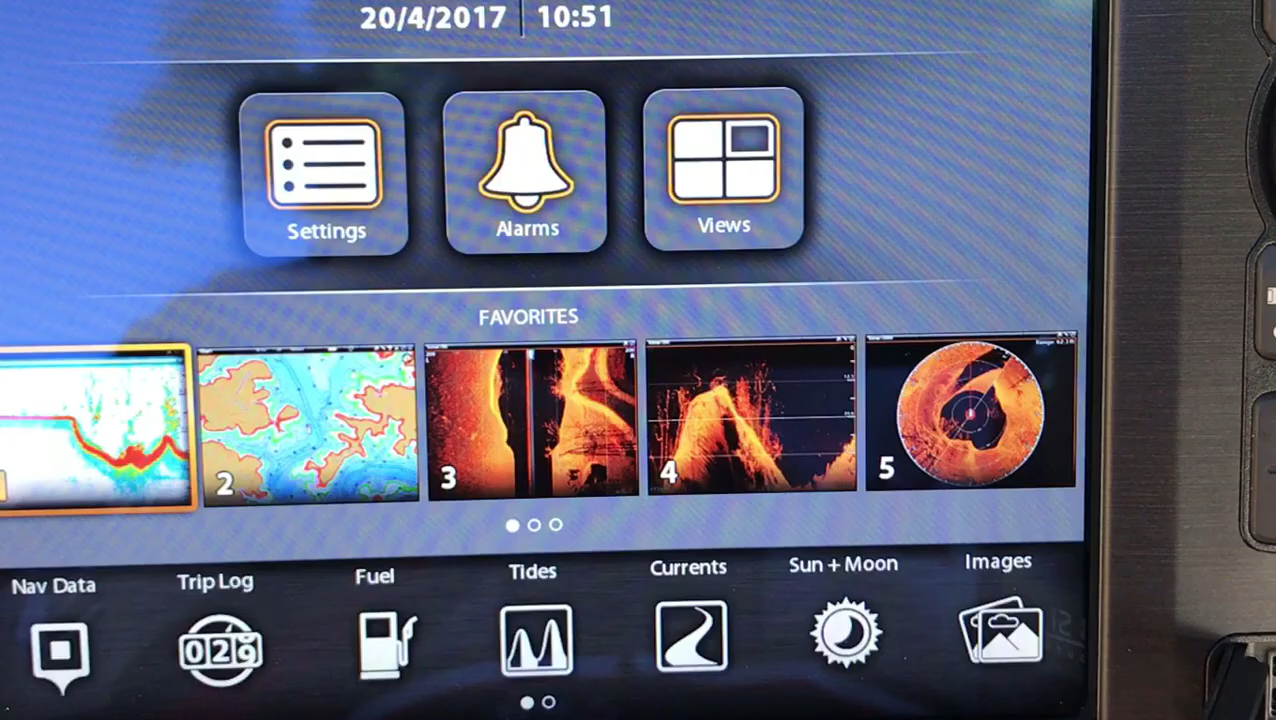 20/4/2017 | 10:51
Settings Alarms Views
FAVORITES
2 3 4 5
Nav Data Trip Log Fuel Tides Currents Sun + Moon Images
029